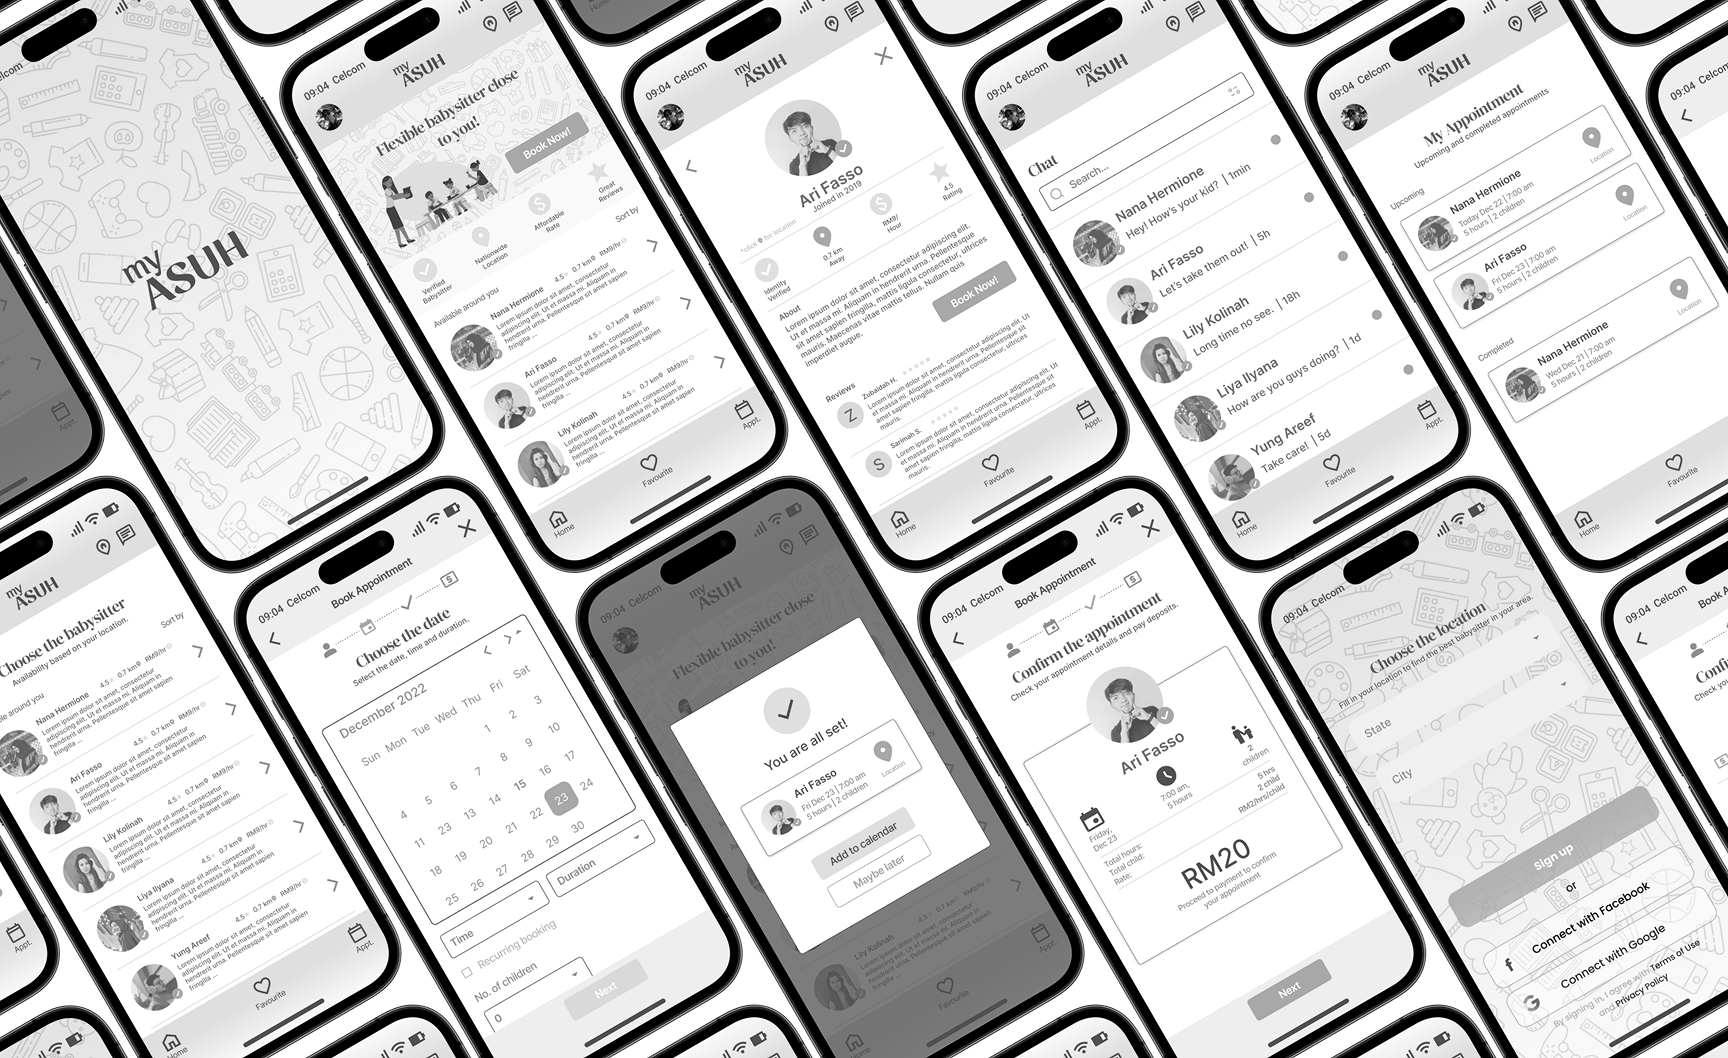 Celcom
my
ASUH
Appt.
09:04 Celcom
my
ASUH
Flexible babysitter close
to you!
Book Now!
Verified
Babysitter
Nationwide
Location
Affordable
Rate
Great
Reviews
Available around you
Sort by
Nana Hermione
4.5 0.7 km RM9/hr
Lorem ipsum dolor sit amet, consectetur
adipiscing elit. Ut et massa mi. Aliquam in
hendrerit urna. Pellentesque sit amet sapien
fringilla ...
Ari Fasso
4.5 0.7 km RM9/hr
Lorem ipsum dolor sit amet, consectetur
adipiscing elit. Ut et massa mi. Aliquam in
hendrerit urna. Pellentesque sit amet sapien
fringilla ...
Lily Kolinah
4.5 0.7 km RM9/hr
Lorem ipsum dolor sit amet, consectetur
adipiscing elit. Ut et massa mi. Aliquam in
hendrerit urna. Pellentesque sit amet sapien
fringilla ...
Home
Favourite
Appt.
09:04 Celcom
my
ASUH
Ari Fasso
Joined in 2019
*click for location
Identity
Verified
0.7 km
Away
RM9/
Hour
4.5
Rating
About
Lorem ipsum dolor sit amet, consectetur adipiscing elit.
Ut et massa mi. Aliquam in hendrerit urna. Pellentesque
sit amet sapien fringilla, mattis ligula consectetur, ultrices
mauris. Maecenas vitae mattis tellus. Nullam quis
imperdiet augue.
Book Now!
Reviews
Z
Zubaidah H.
Lorem ipsum dolor sit amet, consectetur adipiscing elit. Ut
et massa mi. Aliquam in hendrerit urna. Pellentesque sit
amet sapien fringilla, mattis ligula consectetur, ultrices
mauris.
S
Sarimah S.
Lorem ipsum dolor sit amet, consectetur adipiscing elit. Ut
et massa mi. Aliquam in hendrerit urna. Pellentesque sit
amet sapien fringilla, mattis ligula consectetur, ultrices
mauris.
Home
Favourite
Appt.
09:04 Celcom
my
ASUH
Chat
Search...
Nana Hermione
Hey! How's your kid? | 1min
Ari Fasso
Let's take them out! | 5h
Lily Kolinah
Long time no see. | 18h
Liya Ilyana
How are you guys doing? | 1d
Yung Areef
Take care! | 5d
Home
Favourite
Appt.
09:04 Celcom
my
ASUH
My Appointment
Upcoming and completed appointments
Upcoming
Nana Hermione
Today Dec 22 | 7:00 am
5 hours | 2 children
Location
Ari Fasso
Fri Dec 23 | 7:00 am
5 hours | 2 children
Location
Completed
Nana Hermione
Wed Dec 21 | 7:00 am
5 hours | 2 children
Location
Home
Favourite
09:04 Celcom
my
ASUH
Choose the babysitter
Availability based on your location.
around you
Sort by
Nana Hermione
4.5 0.7 km RM9/hr
Lorem ipsum dolor sit amet, consectetur
adipiscing elit. Ut et massa mi. Aliquam in
hendrerit urna. Pellentesque sit amet sapien
fringilla ...
Ari Fasso
4.5 0.7 km RM9/hr
Lorem ipsum dolor sit amet, consectetur
adipiscing elit. Ut et massa mi. Aliquam in
hendrerit urna. Pellentesque sit amet sapien
fringilla ...
Lily Kolinah
4.5 0.7 km RM9/hr
Lorem ipsum dolor sit amet, consectetur
adipiscing elit. Ut et massa mi. Aliquam in
hendrerit urna. Pellentesque sit amet sapien
fringilla ...
Liya Ilyana
4.5 0.7 km RM9/hr
Lorem ipsum dolor sit amet, consectetur
adipiscing elit. Ut et massa mi. Aliquam in
hendrerit urna. Pellentesque sit amet sapien
fringilla ...
Yung Areef
4.5 0.7 km RM9/hr
Lorem ipsum dolor sit amet, consectetur
adipiscing elit. Ut et massa mi. Aliquam in
hendrerit urna. Pellentesque sit amet sapien
fringilla ...
Home
Favourite
Appt.
09:04 Celcom
Book Appointment
Choose the date
Select the date, time and duration.
December 2022
Sun Mon Tue Wed Thu Fri Sat
1 2 3
4 5 6 7 8 9 10
11 23 13 14 15 16 17
18 19 20 21 22 23 24
25 26 27 28 29 30
Time
Duration
Recurring booking
No. of children
0
Next
my
ASUH
Flexible babysitter close
to you!
You are all set!
Ari Fasso
Fri Dec 23 | 7:00 am
5 hours | 2 children
Location
Add to calendar
Maybe later
Lily Kolinah
Home
Favourite
Appt.
09:04 Celcom
Book Appointment
Confirm the appointment
Check your appointment details and pay deposits.
Ari Fasso
Friday,
Dec 23
7:00 am,
5 hours
2
children
Total hours: 5 hrs
Total child: 2 child
Rate: RM2/hrs/child
RM20
Proceed to payment to confirm
your appointment
Next
09:04 Celcom
Choose the location
Fill in your location to find the best babysitter in your area.
State
City
Sign up
or
Connect with Facebook
Connect with Google
By signing in, I agree with Terms of Use
and Privacy Policy
09:04 Celcom
Book